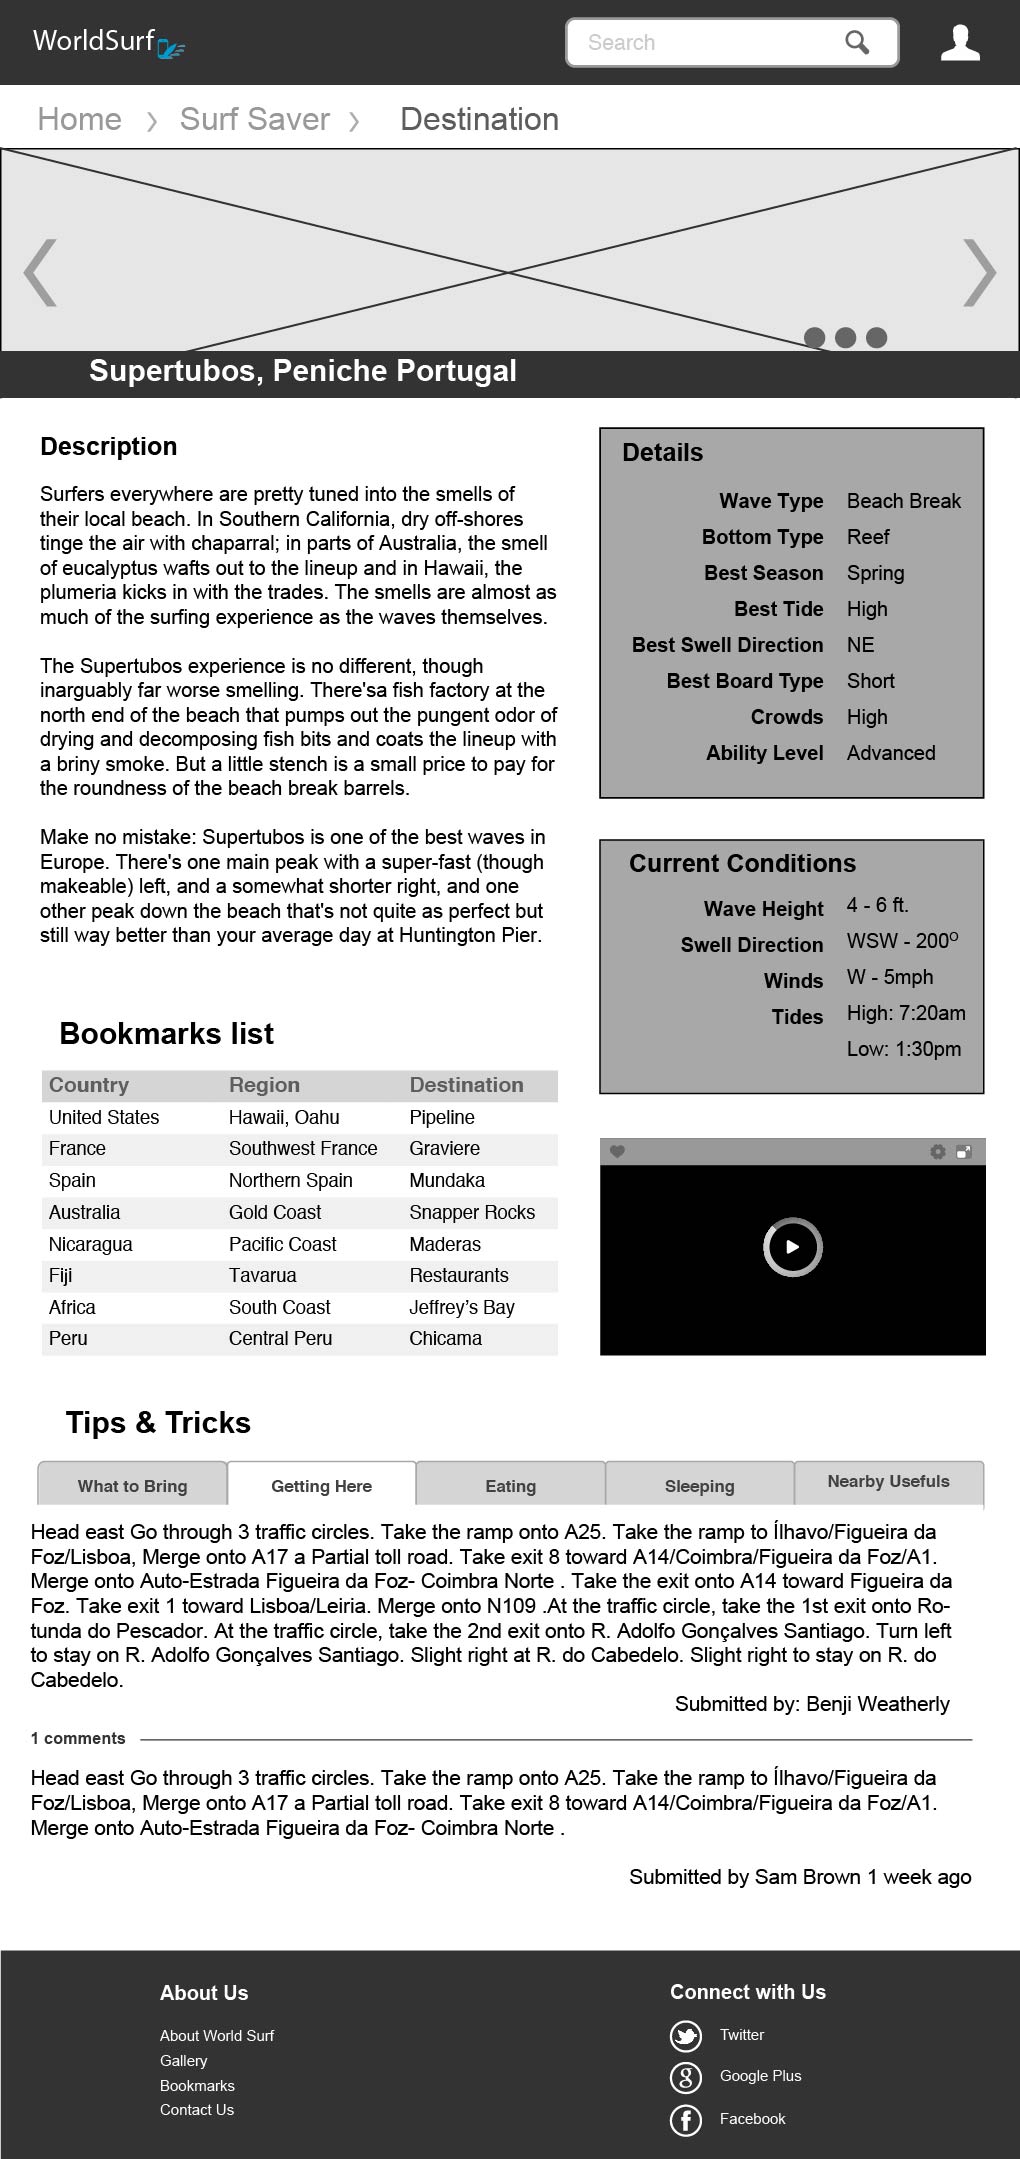 WorldSurf
Search
Home > Surf Saver > Destination
Supertubos, Peniche Portugal
Description
Surfers everywhere are pretty tuned into the smells of
their local beach. In Southern California, dry off-shores
tinge the air with chaparral; in parts of Australia, the smell
of eucalyptus wafts out to the lineup and in Hawaii, the
plumeria kicks in with the trades. The smells are almost as
much of the surfing experience as the waves themselves.
The Supertubos experience is no different, though
inarguably far worse smelling. There'sa fish factory at the
north end of the beach that pumps out the pungent odor of
drying and decomposing fish bits and coats the lineup with
a briny smoke. But a little stench is a small price to pay for
the roundness of the beach break barrels.
Make no mistake: Supertubos is one of the best waves in
Europe. There's one main peak with a super-fast (though
makeable) left, and a somewhat shorter right, and one
other peak down the beach that's not quite as perfect but
still way better than your average day at Huntington Pier.
Details
Wave Type Beach Break
Bottom Type Reef
Best Season Spring
Best Tide High
Best Swell Direction NE
Best Board Type Short
Crowds High
Ability Level Advanced
Current Conditions
Wave Height 4 - 6 ft.
Swell Direction WSW - 200°
Winds W - 5mph
Tides High: 7:20am
Low: 1:30pm
Bookmarks list
Country Region Destination
United States Hawaii, Oahu Pipeline
France Southwest France Graviere
Spain Northern Spain Mundaka
Australia Gold Coast Snapper Rocks
Nicaragua Pacific Coast Maderas
Fiji Tavarua Restaurants
Africa South Coast Jeffrey’s Bay
Peru Central Peru Chicama
Tips & Tricks
What to Bring Getting Here Eating Sleeping Nearby Usefuls
Head east Go through 3 traffic circles. Take the ramp onto A25. Take the ramp to Ílhavo/Figueira da
Foz/Lisboa, Merge onto A17 a Partial toll road. Take exit 8 toward A14/Coimbra/Figueira da Foz/A1.
Merge onto Auto-Estrada Figueira da Foz- Coimbra Norte . Take the exit onto A14 toward Figueira da
Foz. Take exit 1 toward Lisboa/Leiria. Merge onto N109 .At the traffic circle, take the 1st exit onto Ro-
tunda do Pescador. At the traffic circle, take the 2nd exit onto R. Adolfo Gonçalves Santiago. Turn left
to stay on R. Adolfo Gonçalves Santiago. Slight right at R. do Cabedelo. Slight right to stay on R. do
Cabedelo.
Submitted by: Benji Weatherly
1 comments
Head east Go through 3 traffic circles. Take the ramp onto A25. Take the ramp to Ílhavo/Figueira da
Foz/Lisboa, Merge onto A17 a Partial toll road. Take exit 8 toward A14/Coimbra/Figueira da Foz/A1.
Merge onto Auto-Estrada Figueira da Foz- Coimbra Norte .
Submitted by Sam Brown 1 week ago
About Us
About World Surf
Gallery
Bookmarks
Contact Us
Connect with Us
Twitter
Google Plus
Facebook